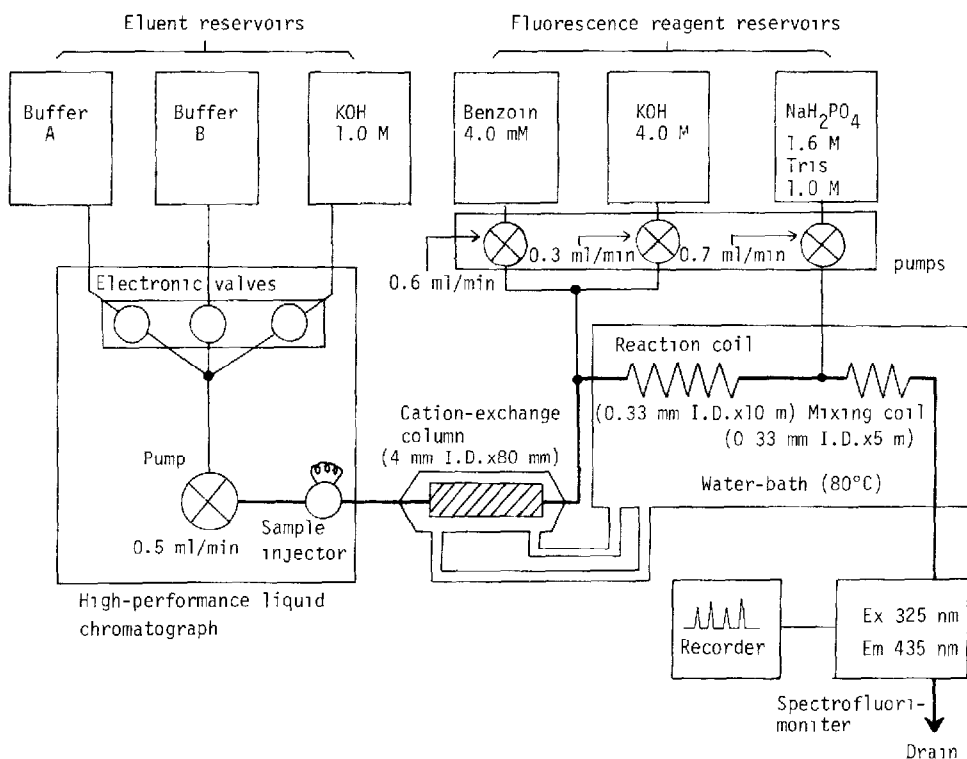 Eluent reservoirs
Fluorescence reagent reservoirs
Buffer
A
Buffer
B
KOH
1.0 M
Benzoin
4.0 mM
KOH
4.0 M
NaH2PO4
1.6 M
Tris
1.0 M
0.6 ml/min
0.3 ml/min
0.7 ml/min
pumps
Electronic valves
Reaction coil
(0.33 mm I.D.x10 m)
Mixing coil
(0 33 mm I.D.x5 m)
Cation-exchange
column
(4 mm I.D.x80 mm)
Pump
0.5 ml/min
Sample
injector
Water-bath (80°C)
High-performance liquid
chromatograph
Recorder
Ex 325 nm
Em 435 nm
Spectrofluori-
moniter
Drain